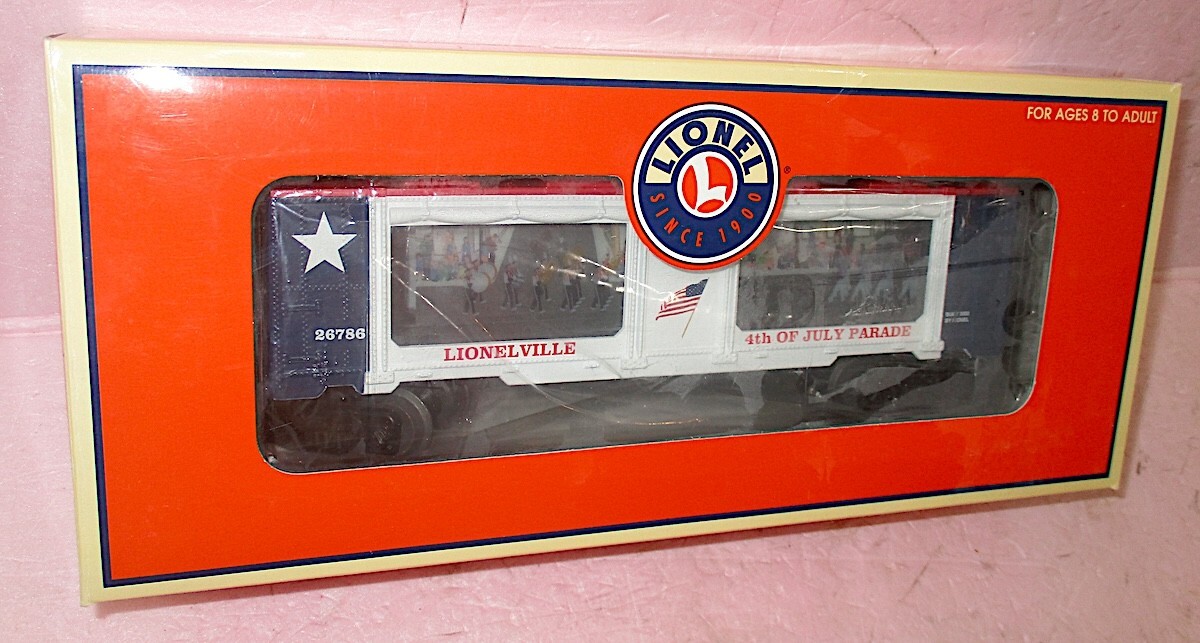 FOR AGES 8 TO ADULT
LIONEL
L
SINCE 1900
®
26786
LIONELVILLE
4th OF JULY PARADE